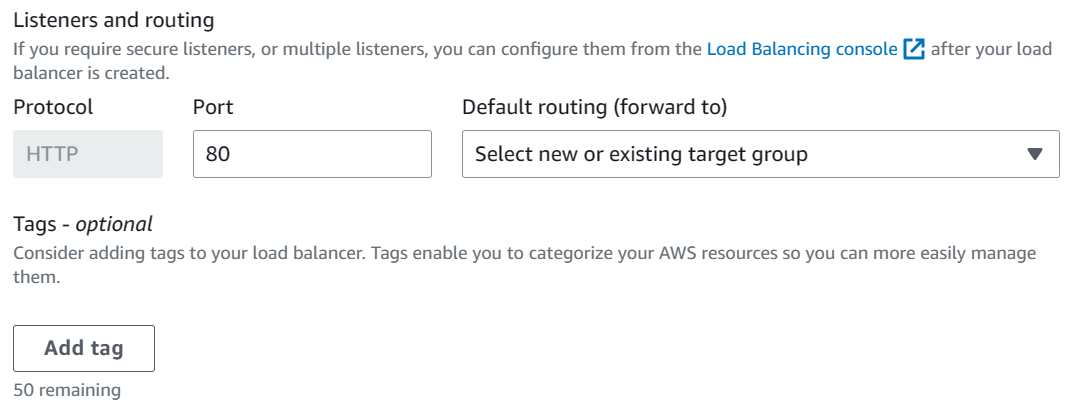 Listeners and routing
If you require secure listeners, or multiple listeners, you can configure them from the Load Balancing console after your load
balancer is created.
Protocol Port Default routing (forward to)
HTTP 80 Select new or existing target group
Tags - optional
Consider adding tags to your load balancer. Tags enable you to categorize your AWS resources so you can more easily manage
them.
Add tag
50 remaining